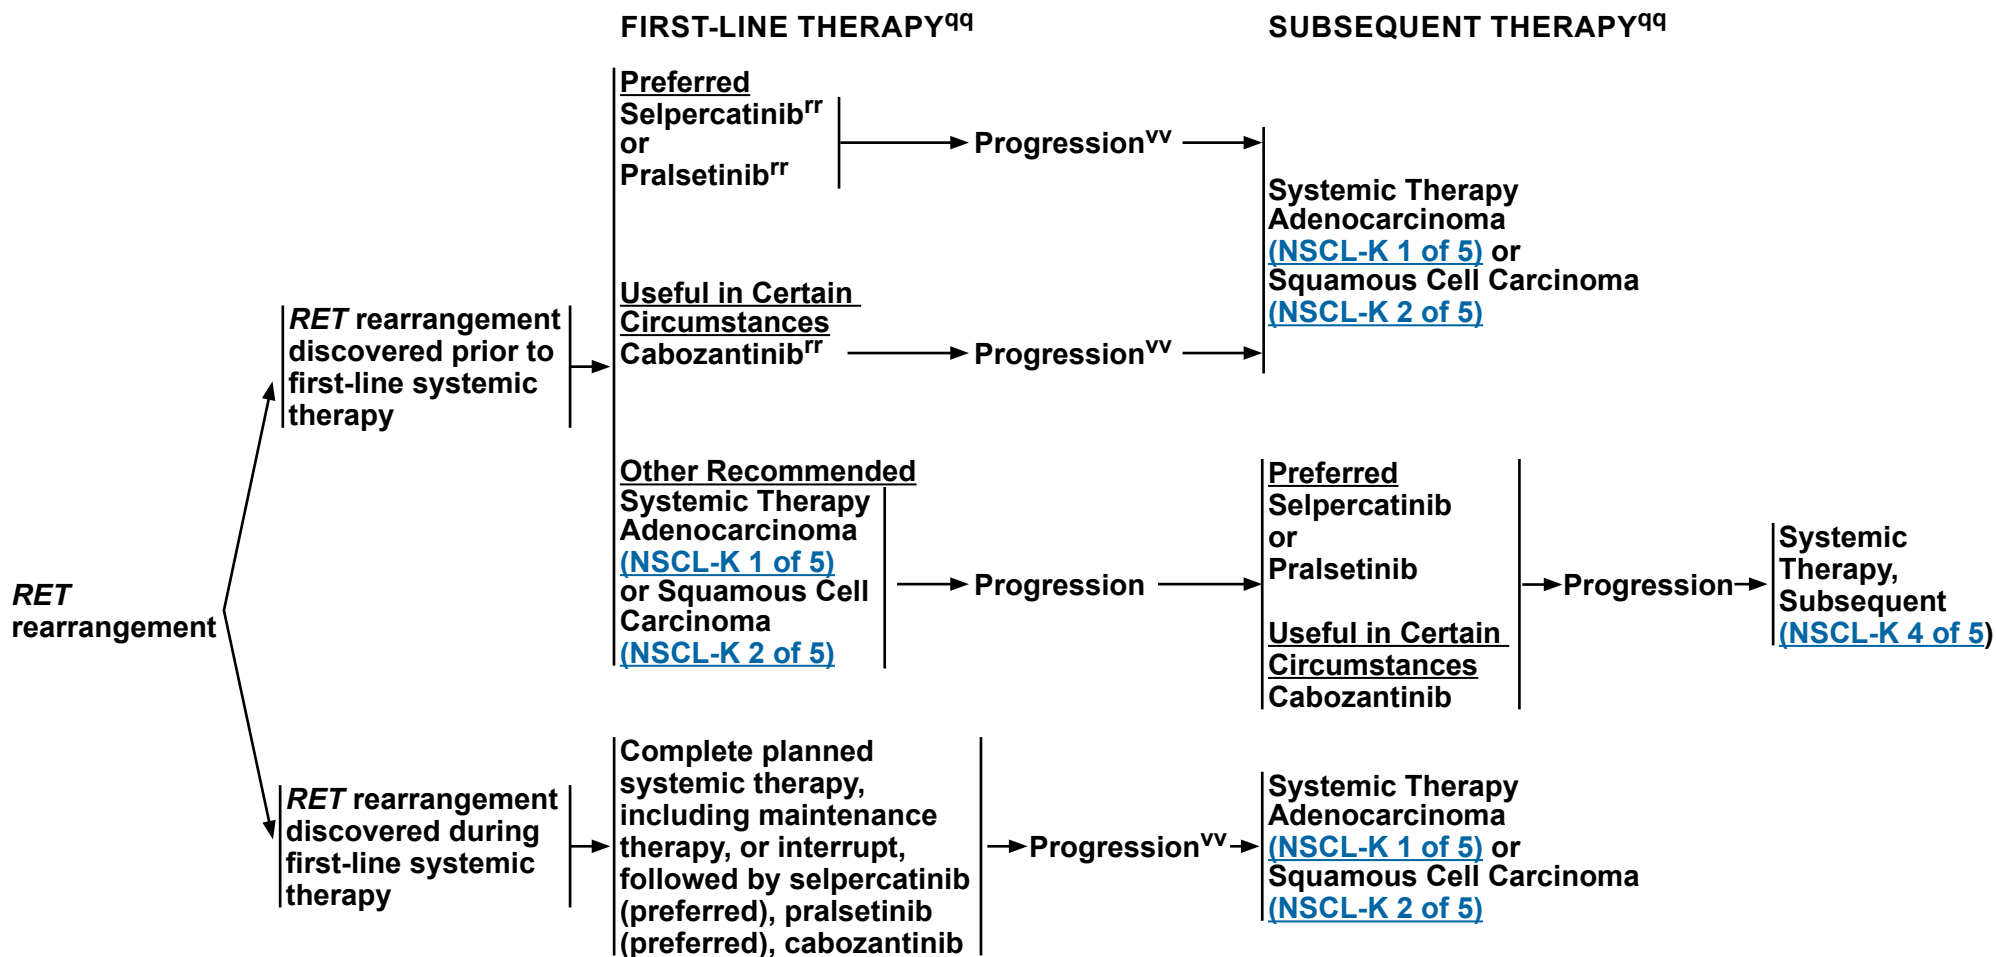 FIRST-LINE THERAPYqq
SUBSEQUENT THERAPYqq
RET
rearrangement
RET rearrangement
discovered prior to
first-line systemic
therapy
Preferred
Selpercatinibrr
or
Pralsetinibrr
Progressionvv
Useful in Certain
Circumstances
Cabozantinibrr
Progressionvv
Systemic Therapy
Adenocarcinoma
(NSCL-K 1 of 5) or
Squamous Cell Carcinoma
(NSCL-K 2 of 5)
Other Recommended
Systemic Therapy
Adenocarcinoma
(NSCL-K 1 of 5)
or Squamous Cell
Carcinoma
(NSCL-K 2 of 5)
Progression
Preferred
Selpercatinib
or
Pralsetinib
Useful in Certain
Circumstances
Cabozantinib
Progression
Systemic
Therapy,
Subsequent
(NSCL-K 4 of 5)
RET rearrangement
discovered during
first-line systemic
therapy
Complete planned
systemic therapy,
including maintenance
therapy, or interrupt,
followed by selpercatinib
(preferred), pralsetinib
(preferred), cabozantinib
Progressionvv
Systemic Therapy
Adenocarcinoma
(NSCL-K 1 of 5) or
Squamous Cell Carcinoma
(NSCL-K 2 of 5)